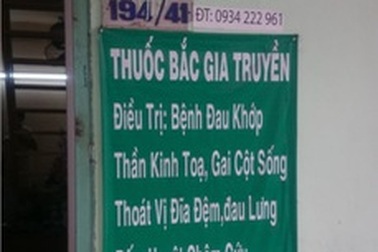 194/41 ĐT: 0934 222 961
THUỐC BẮC GIA TRUYỀN
Điều Trị: Bệnh Đau Khớp
Thần Kinh Toạ, Gai Cột Sống
Thoát Vị Đĩa Đệm,đau Lưng